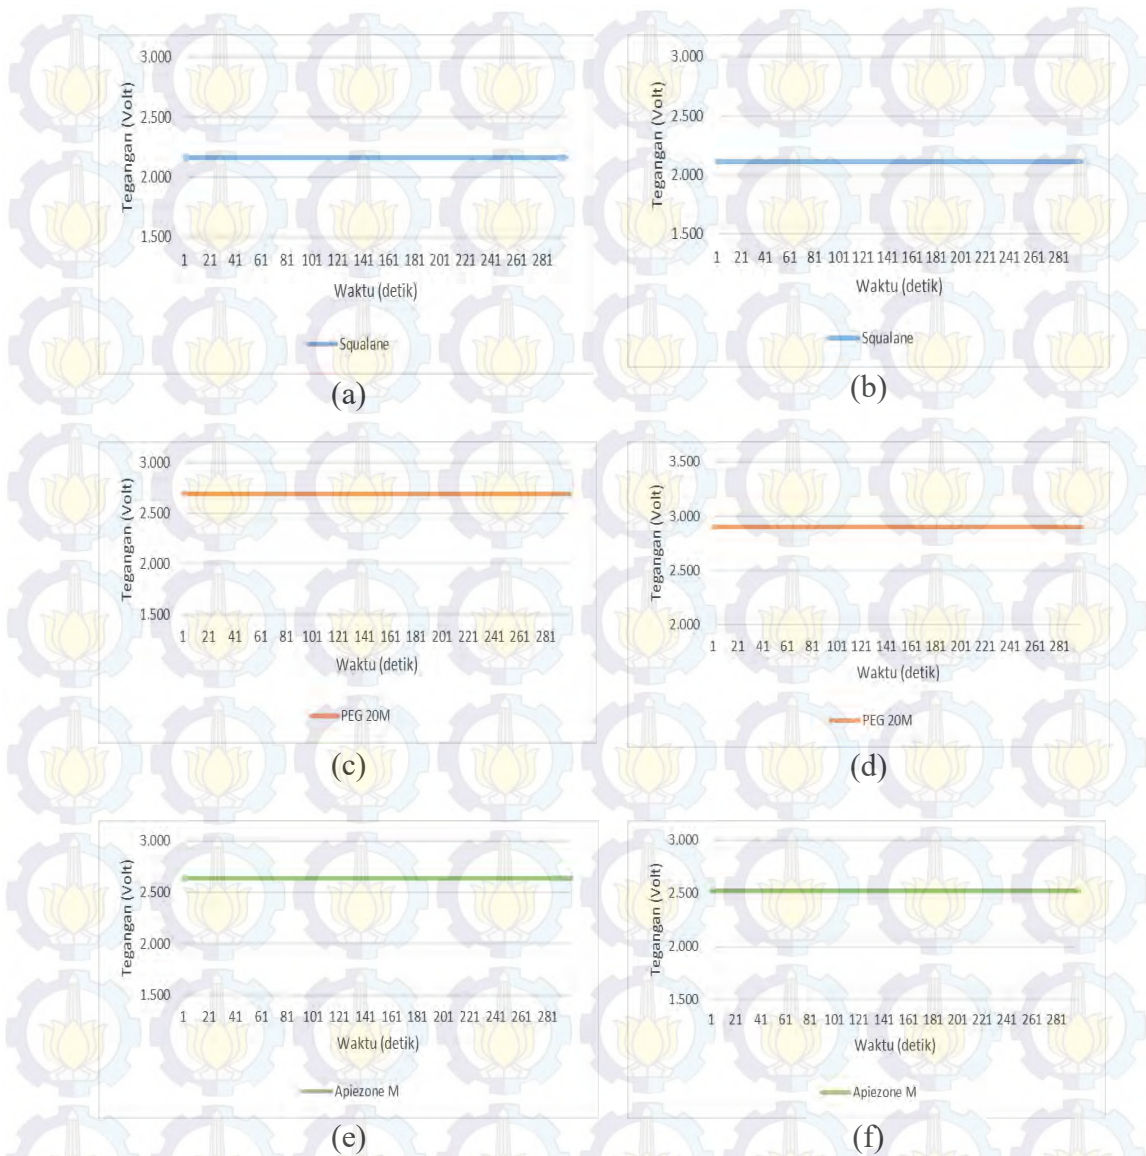 Tegangan (Volt)
3.000
2.500
2.000
1.500
1 21 41 61 81 101 121 141 161 181 201 221 241 261 281
Waktu (detik)
Squalane
(a)
Tegangan (Volt)
3.000
2.500
2.000
1.500
1 21 41 61 81 101 121 141 161 181 201 221 241 261 281
Waktu (detik)
Squalane
(b)
Tegangan (Volt)
3.000
2.500
2.000
1.500
1 21 41 61 81 101 121 141 161 181 201 221 241 261 281
Waktu (detik)
PEG 20M
(c)
Tegangan (Volt)
3.500
3.000
2.500
2.000
1 21 41 61 81 101 121 141 161 181 201 221 241 261 281
Waktu (detik)
PEG 20M
(d)
Tegangan (Volt)
3.000
2.500
2.000
1.500
1 21 41 61 81 101 121 141 161 181 201 221 241 261 281
Waktu (detik)
Apiezone M
(e)
Tegangan (Volt)
3.000
2.500
2.000
1.500
1 21 41 61 81 101 121 141 161 181 201 221 241 261 281
Waktu (detik)
Apiezone M
(f)